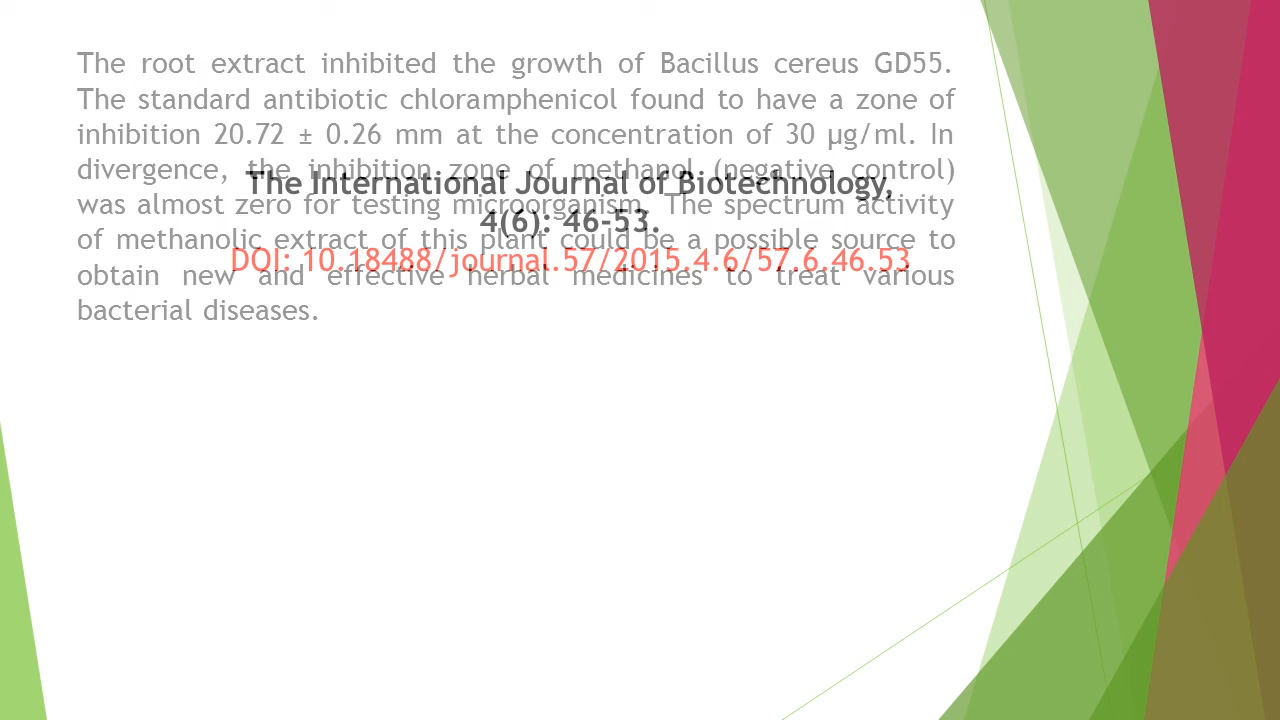 The root extract inhibited the growth of Bacillus cereus GD55.
The standard antibiotic chloramphenicol found to have a zone of
inhibition 20.72 ± 0.26 mm at the concentration of 30 µg/ml. In
divergence, the inhibition zone of methanol (negative control)
was almost zero for testing microorganism. The spectrum activity
of methanolic extract of this plant could be a possible source to
obtain new and effective herbal medicines to treat various
bacterial diseases.
The International Journal of Biotechnology,
4(6): 46-53.
DOI: 10.18488/journal.57/2015.4.6/57.6.46.53